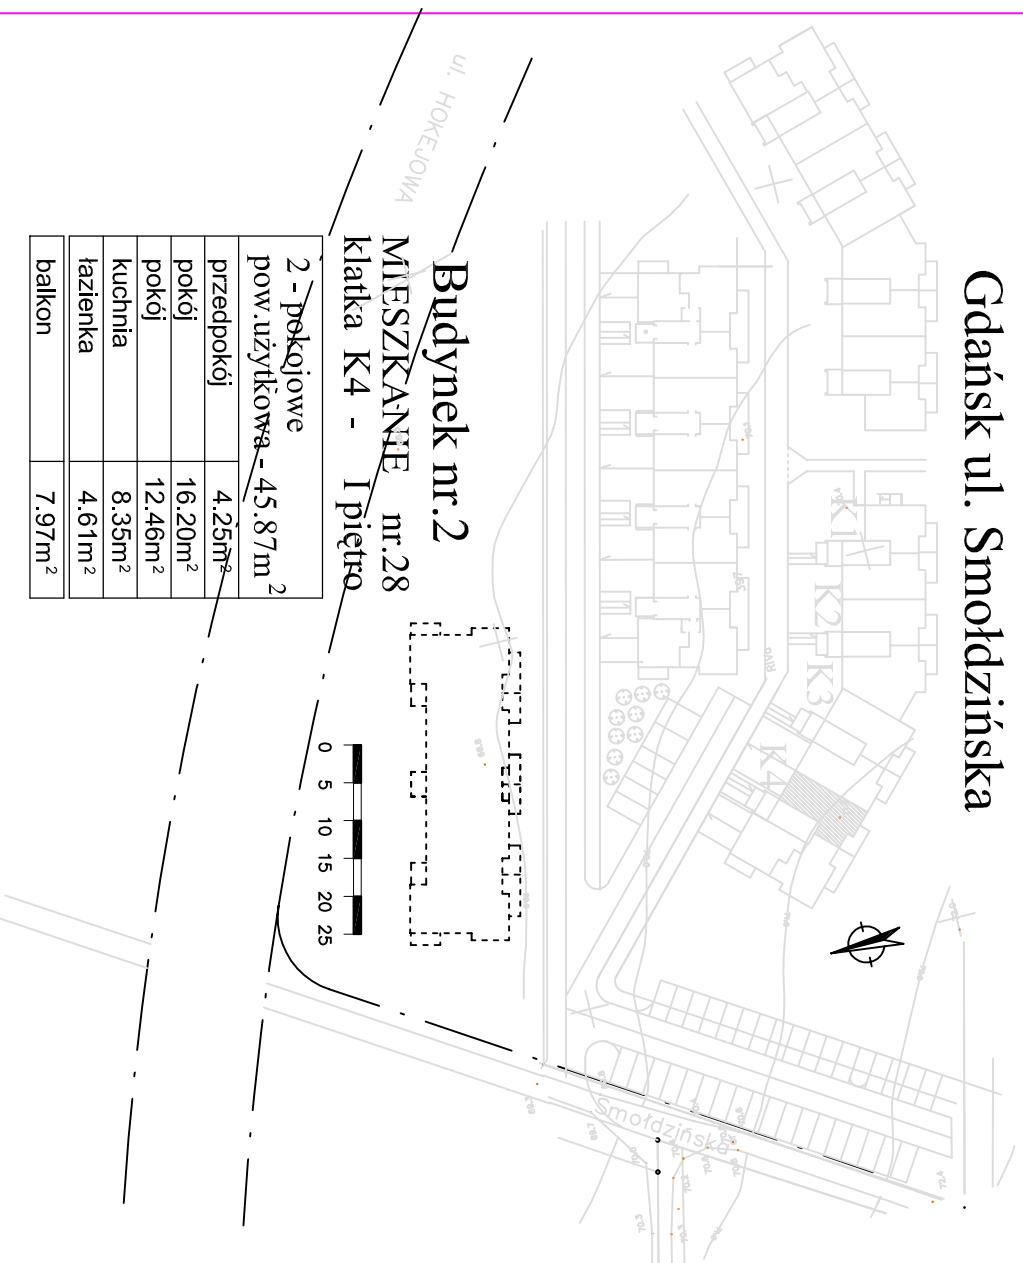 Gdańsk ul. Smołdzińska
K1
K2
K3
K4
ul. HOKEJOWA
Budynek nr.2
MIESZKANIE nr.28
klatka K4 - I piętro
2 - pokojowe
pow.użytkowa - 45.87m²
przedpokój 4.25m²
pokój 16.20m²
pokój 12.46m²
kuchnia 8.35m²
łazienka 4.61m²
balkon 7.97m²
0 5 10 15 20 25
Smołdzińska